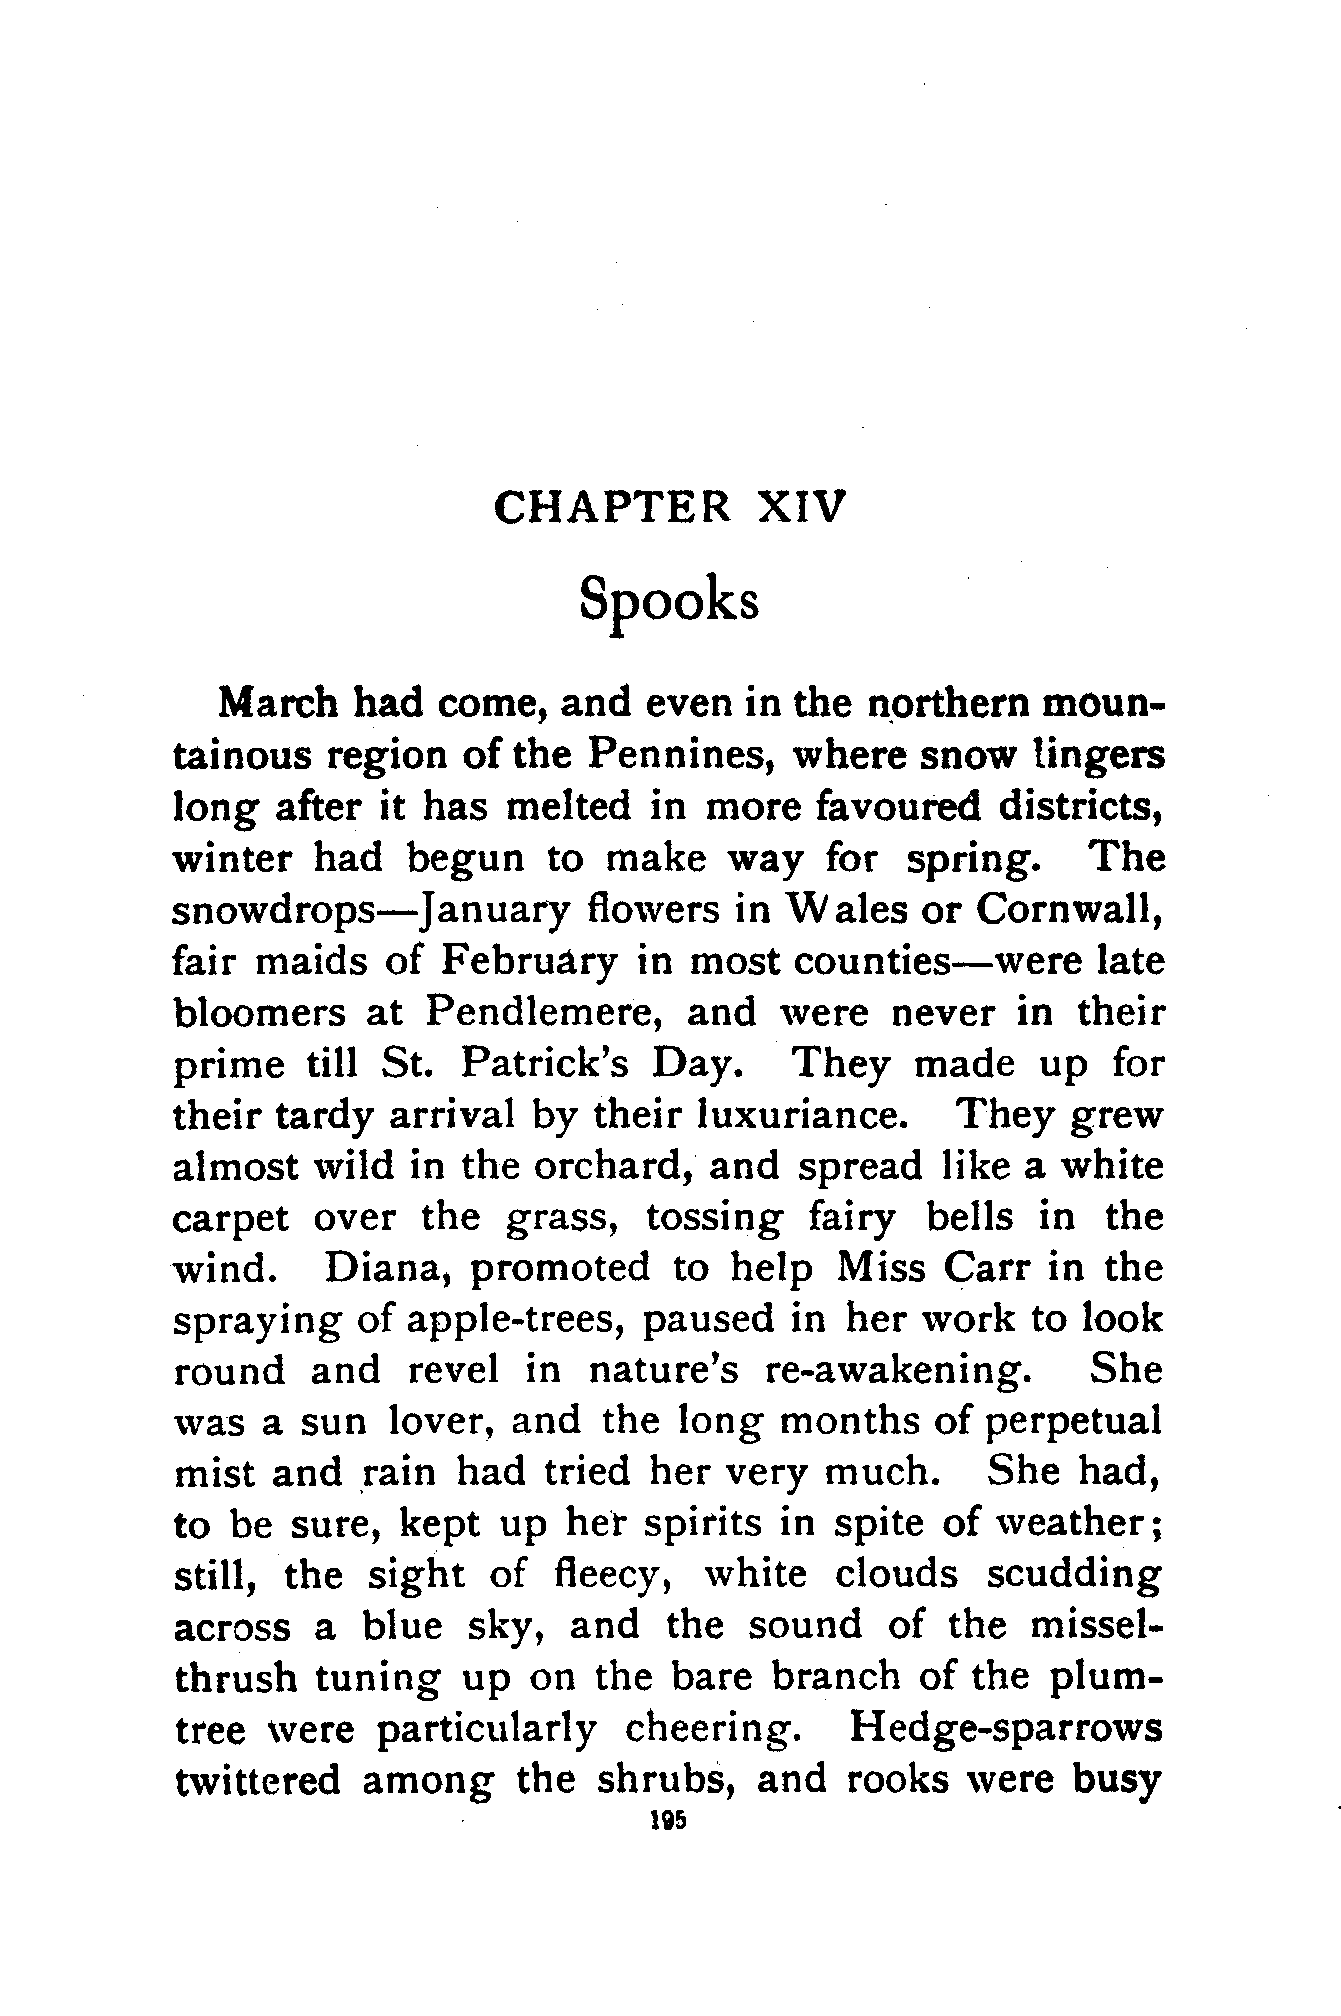 CHAPTER XIV
Spooks
March had come, and even in the northern moun-
tainous region of the Pennines, where snow lingers
long after it has melted in more favoured districts,
winter had begun to make way for spring. The
snowdrops—January flowers in Wales or Cornwall,
fair maids of February in most counties—were late
bloomers at Pendlemere, and were never in their
prime till St. Patrick's Day. They made up for
their tardy arrival by their luxuriance. They grew
almost wild in the orchard, and spread like a white
carpet over the grass, tossing fairy bells in the
wind. Diana, promoted to help Miss Carr in the
spraying of apple-trees, paused in her work to look
round and revel in nature's re-awakening. She
was a sun lover, and the long months of perpetual
mist and rain had tried her very much. She had,
to be sure, kept up her spirits in spite of weather;
still, the sight of fleecy, white clouds scudding
across a blue sky, and the sound of the missel-
thrush tuning up on the bare branch of the plum-
tree were particularly cheering. Hedge-sparrows
twittered among the shrubs, and rooks were busy
195